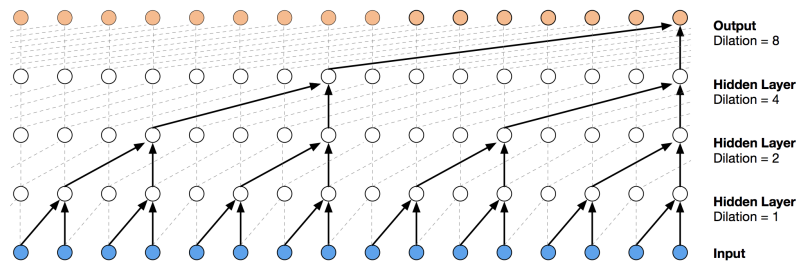 Output
Dilation = 8
Hidden Layer
Dilation = 4
Hidden Layer
Dilation = 2
Hidden Layer
Dilation = 1
Input